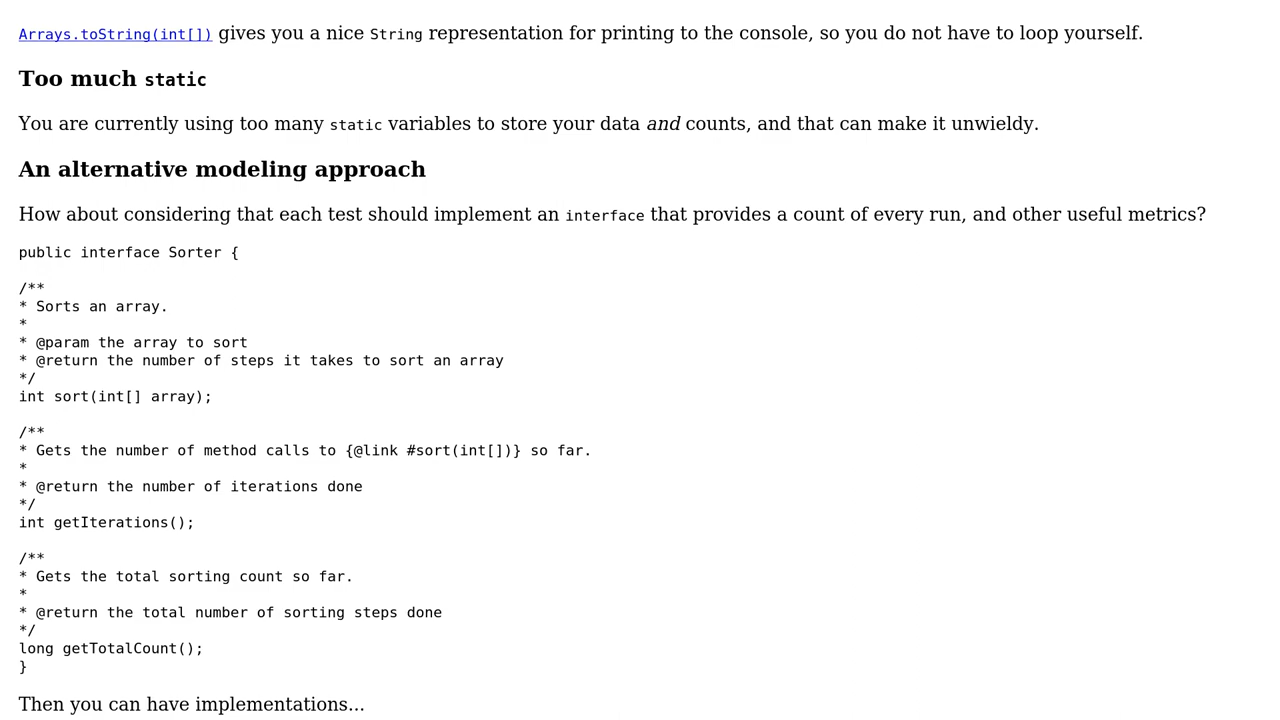 Arrays.toString(int[]) gives you a nice String representation for printing to the console, so you do not have to loop yourself.
Too much static
You are currently using too many static variables to store your data and counts, and that can make it unwieldy.
An alternative modeling approach
How about considering that each test should implement an interface that provides a count of every run, and other useful metrics?
public interface Sorter {
/**
* Sorts an array.
*
* @param the array to sort
* @return the number of steps it takes to sort an array
*/
int sort(int[] array);
/**
* Gets the number of method calls to {@link #sort(int[])} so far.
*
* @return the number of iterations done
*/
int getIterations();
/**
* Gets the total sorting count so far.
*
* @return the total number of sorting steps done
*/
long getTotalCount();
}
Then you can have implementations...